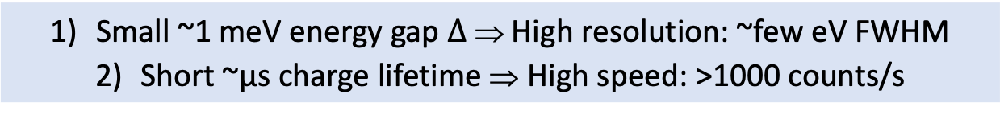 1) Small ~1 meV energy gap Δ ⇒ High resolution: ~few eV FWHM
2) Short ~μs charge lifetime ⇒ High speed: >1000 counts/s